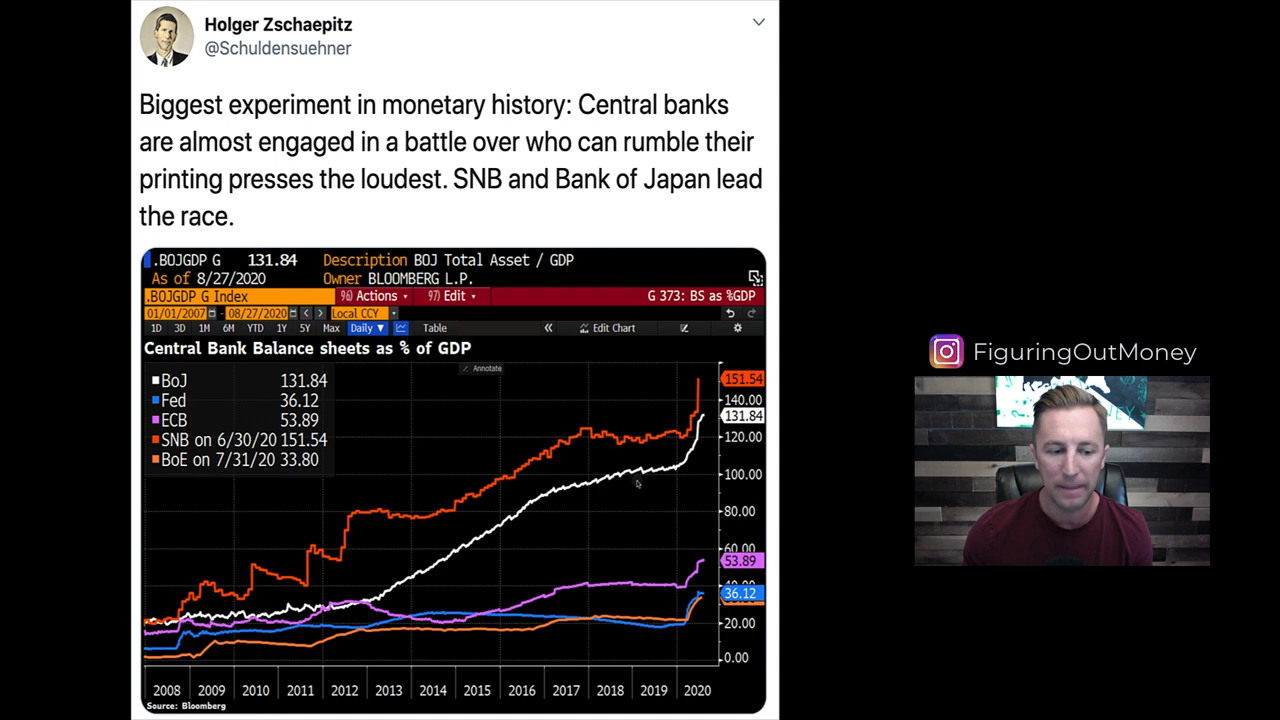 Holger Zschaepitz
@Schuldensuehner
Biggest experiment in monetary history: Central banks
are almost engaged in a battle over who can rumble their
printing presses the loudest. SNB and Bank of Japan lead
the race.
.BOJGDP G 131.84 Description BOJ Total Asset / GDP
As of 8/27/2020 Owner BLOOMBERG L.P.
.BOJGDP G Index 96) Actions 97) Edit G 373: BS as %GDP
01/01/2007 - 08/27/2020 Local CCY
1D 3D 1M 6M YTD 1Y 5Y Max Daily ▼ Table « Edit Chart
Central Bank Balance sheets as % of GDP
Annotate
BoJ 131.84
Fed 36.12
ECB 53.89
SNB on 6/30/20 151.54
BoE on 7/31/20 33.80
151.54
140.00
131.84
120.00
100.00
80.00
60.00
53.89
40.00
36.12
20.00
0.00
2008 2009 2010 2011 2012 2013 2014 2015 2016 2017 2018 2019 2020
Source: Bloomberg
FiguringOutMoney